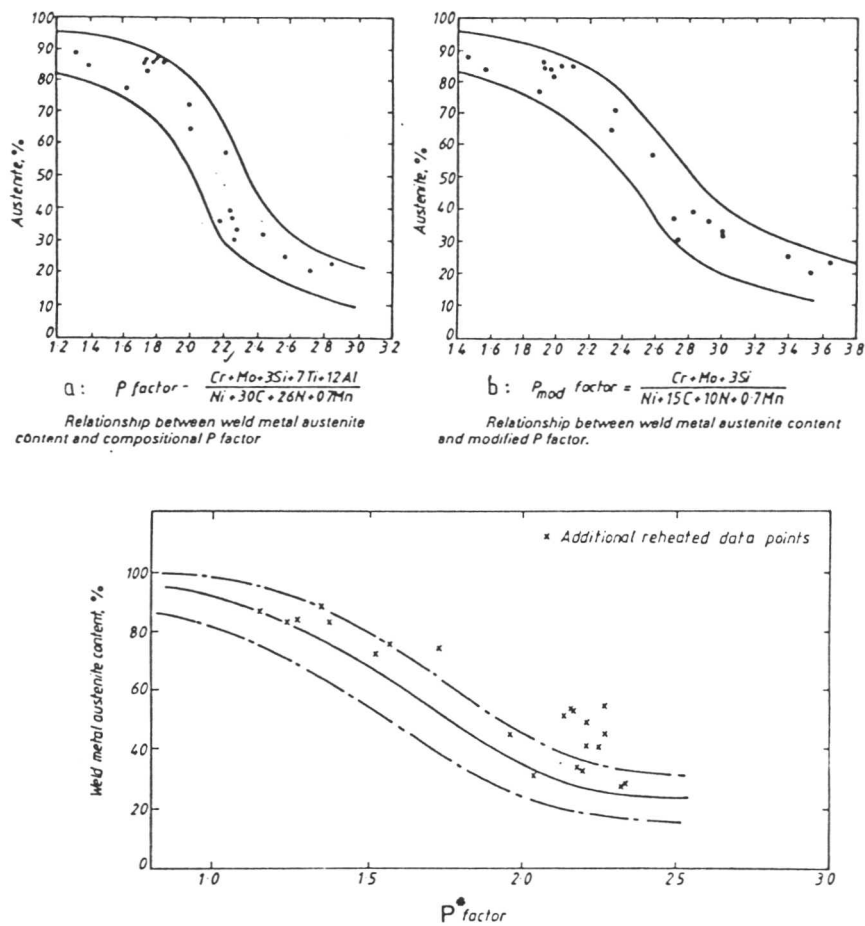 Austenite, %
100
90
80
70
60
50
40
30
20
10
0
1·2 1·4 1·6 1·8 2·0 2·2 2·4 2·6 2·8 3·0 3·2
a: P factor - Cr+Mo+3Si+7Ti+12Al
Ni+30C+26N+0·7Mn
Relationship between weld metal austenite
content and compositional P factor
Austenite, %
100
90
80
70
60
50
40
30
20
10
0
1·4 1·6 1·8 2·0 2·2 2·4 2·6 2·8 3·0 3·2 3·4 3·6 3·8
b: Pmod factor = Cr+Mo+3Si
Ni+15C+10N+0·7Mn
Relationship between weld metal austenite content
and modified P factor.
x Additional reheated data points
Weld metal austenite content, %
100
80
60
40
20
0
1·0 1·5 2·0 2·5 3·0
P* factor